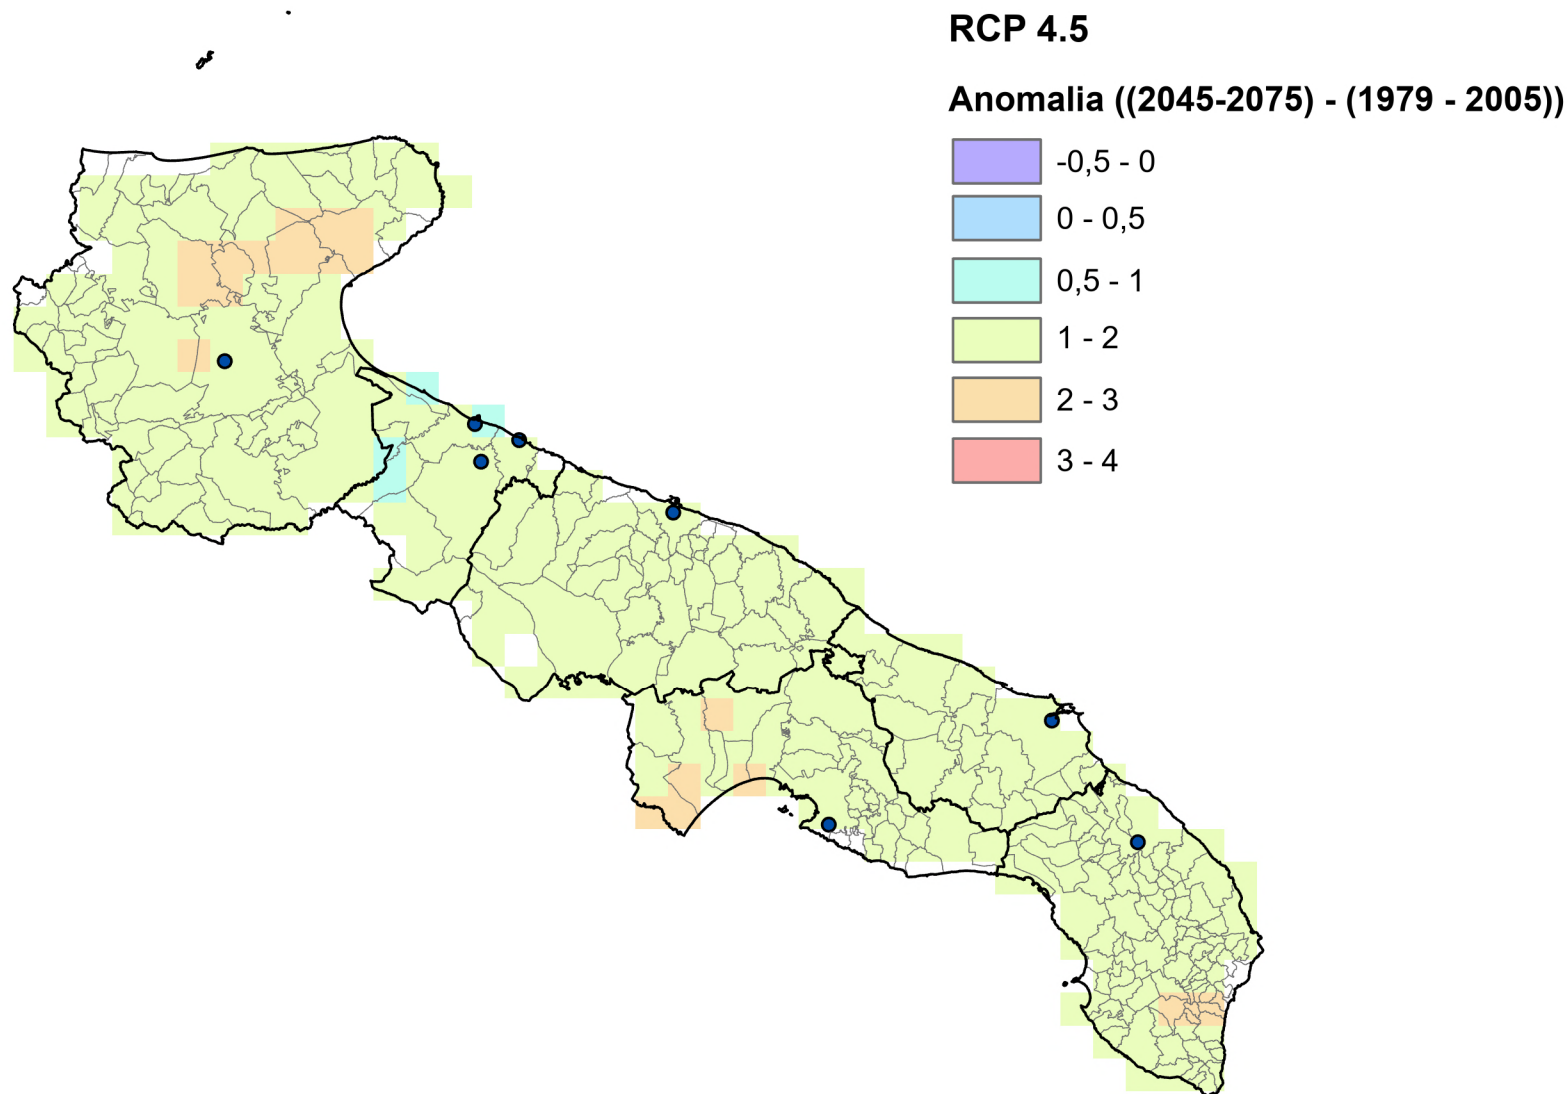 RCP 4.5
Anomalia ((2045-2075) - (1979 - 2005))
-0,5 - 0
0 - 0,5
0,5 - 1
1 - 2
2 - 3
3 - 4